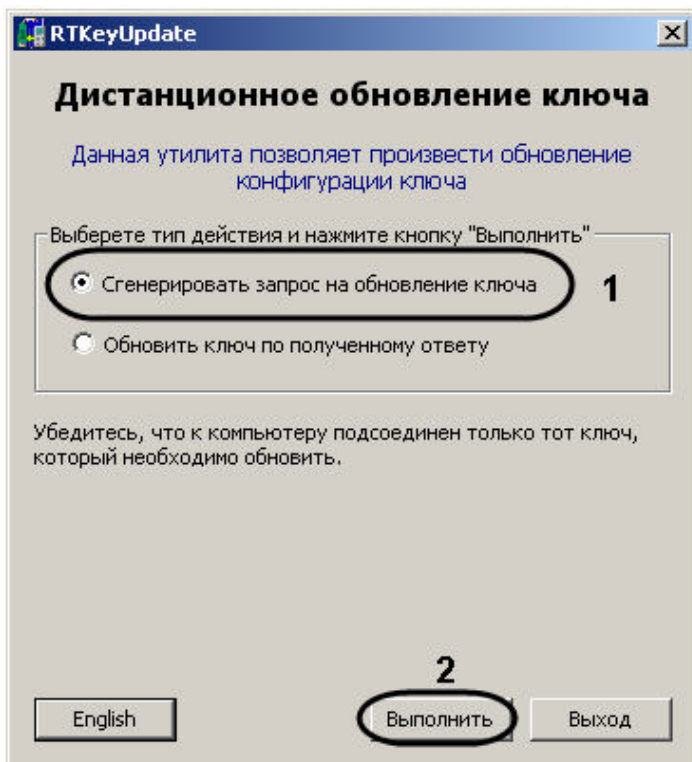 RTKeyUpdate
Дистанционное обновление ключа
Данная утилита позволяет произвести обновление
конфигурации ключа
Выберете тип действия и нажмите кнопку "Выполнить"
Сгенерировать запрос на обновление ключа
1
Обновить ключ по полученному ответу
Убедитесь, что к компьютеру подсоединен только тот ключ,
который необходимо обновить.
2
English
Выполнить
Выход